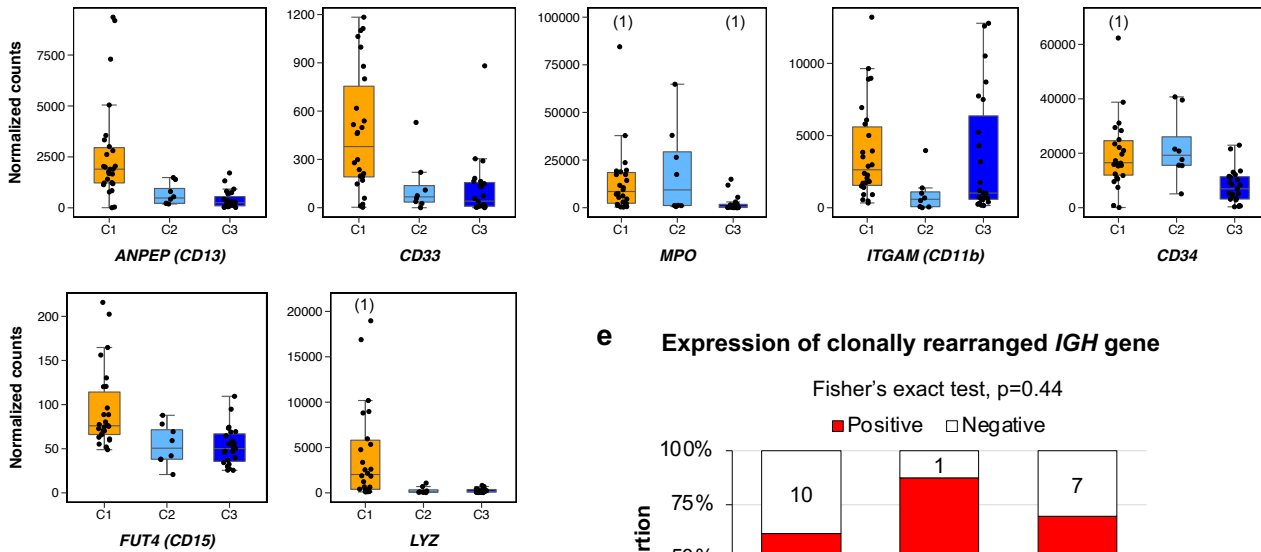 Normalized counts
7500
5000
2500
0
C1 C2 C3
ANPEP (CD13)
1200
900
600
300
0
C1 C2 C3
CD33
100000
75000
50000
25000
0
(1) (1)
C1 C2 C3
MPO
10000
5000
0
C1 C2 C3
ITGAM (CD11b)
60000
40000
20000
0
(1)
C1 C2 C3
CD34
Normalized counts
200
150
100
50
0
C1 C2 C3
FUT4 (CD15)
20000
15000
10000
5000
0
(1)
C1 C2 C3
LYZ
e Expression of clonally rearranged IGH gene
Fisher's exact test, p=0.44
Positive Negative
100%
75%
10 1 7